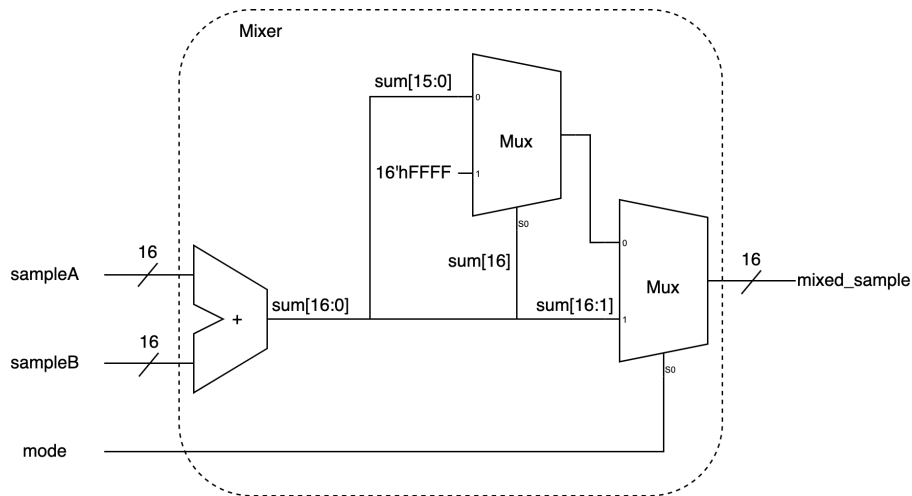 Mixer
sum[15:0]
0
Mux
16'hFFFF
1
S0
sum[16]
0
16
sampleA
16
mixed_sample
Mux
sum[16:0]
sum[16:1]
1
+
16
sampleB
S0
mode